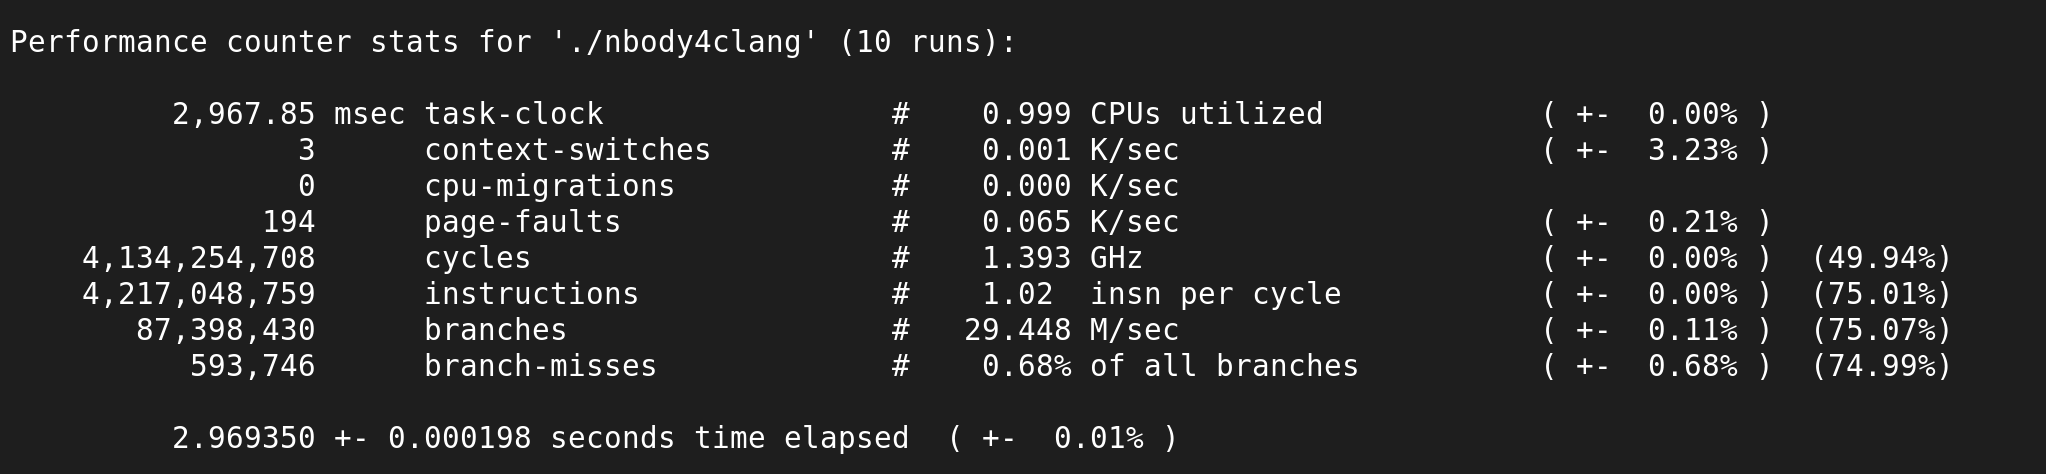 Performance counter stats for './nbody4clang' (10 runs):
2,967.85 msec task-clock # 0.999 CPUs utilized ( +- 0.00% )
3 context-switches # 0.001 K/sec ( +- 3.23% )
0 cpu-migrations # 0.000 K/sec
194 page-faults # 0.065 K/sec ( +- 0.21% )
4,134,254,708 cycles # 1.393 GHz ( +- 0.00% ) (49.94%)
4,217,048,759 instructions # 1.02 insn per cycle ( +- 0.00% ) (75.01%)
87,398,430 branches # 29.448 M/sec ( +- 0.11% ) (75.07%)
593,746 branch-misses # 0.68% of all branches ( +- 0.68% ) (74.99%)
2.969350 +- 0.000198 seconds time elapsed ( +- 0.01% )